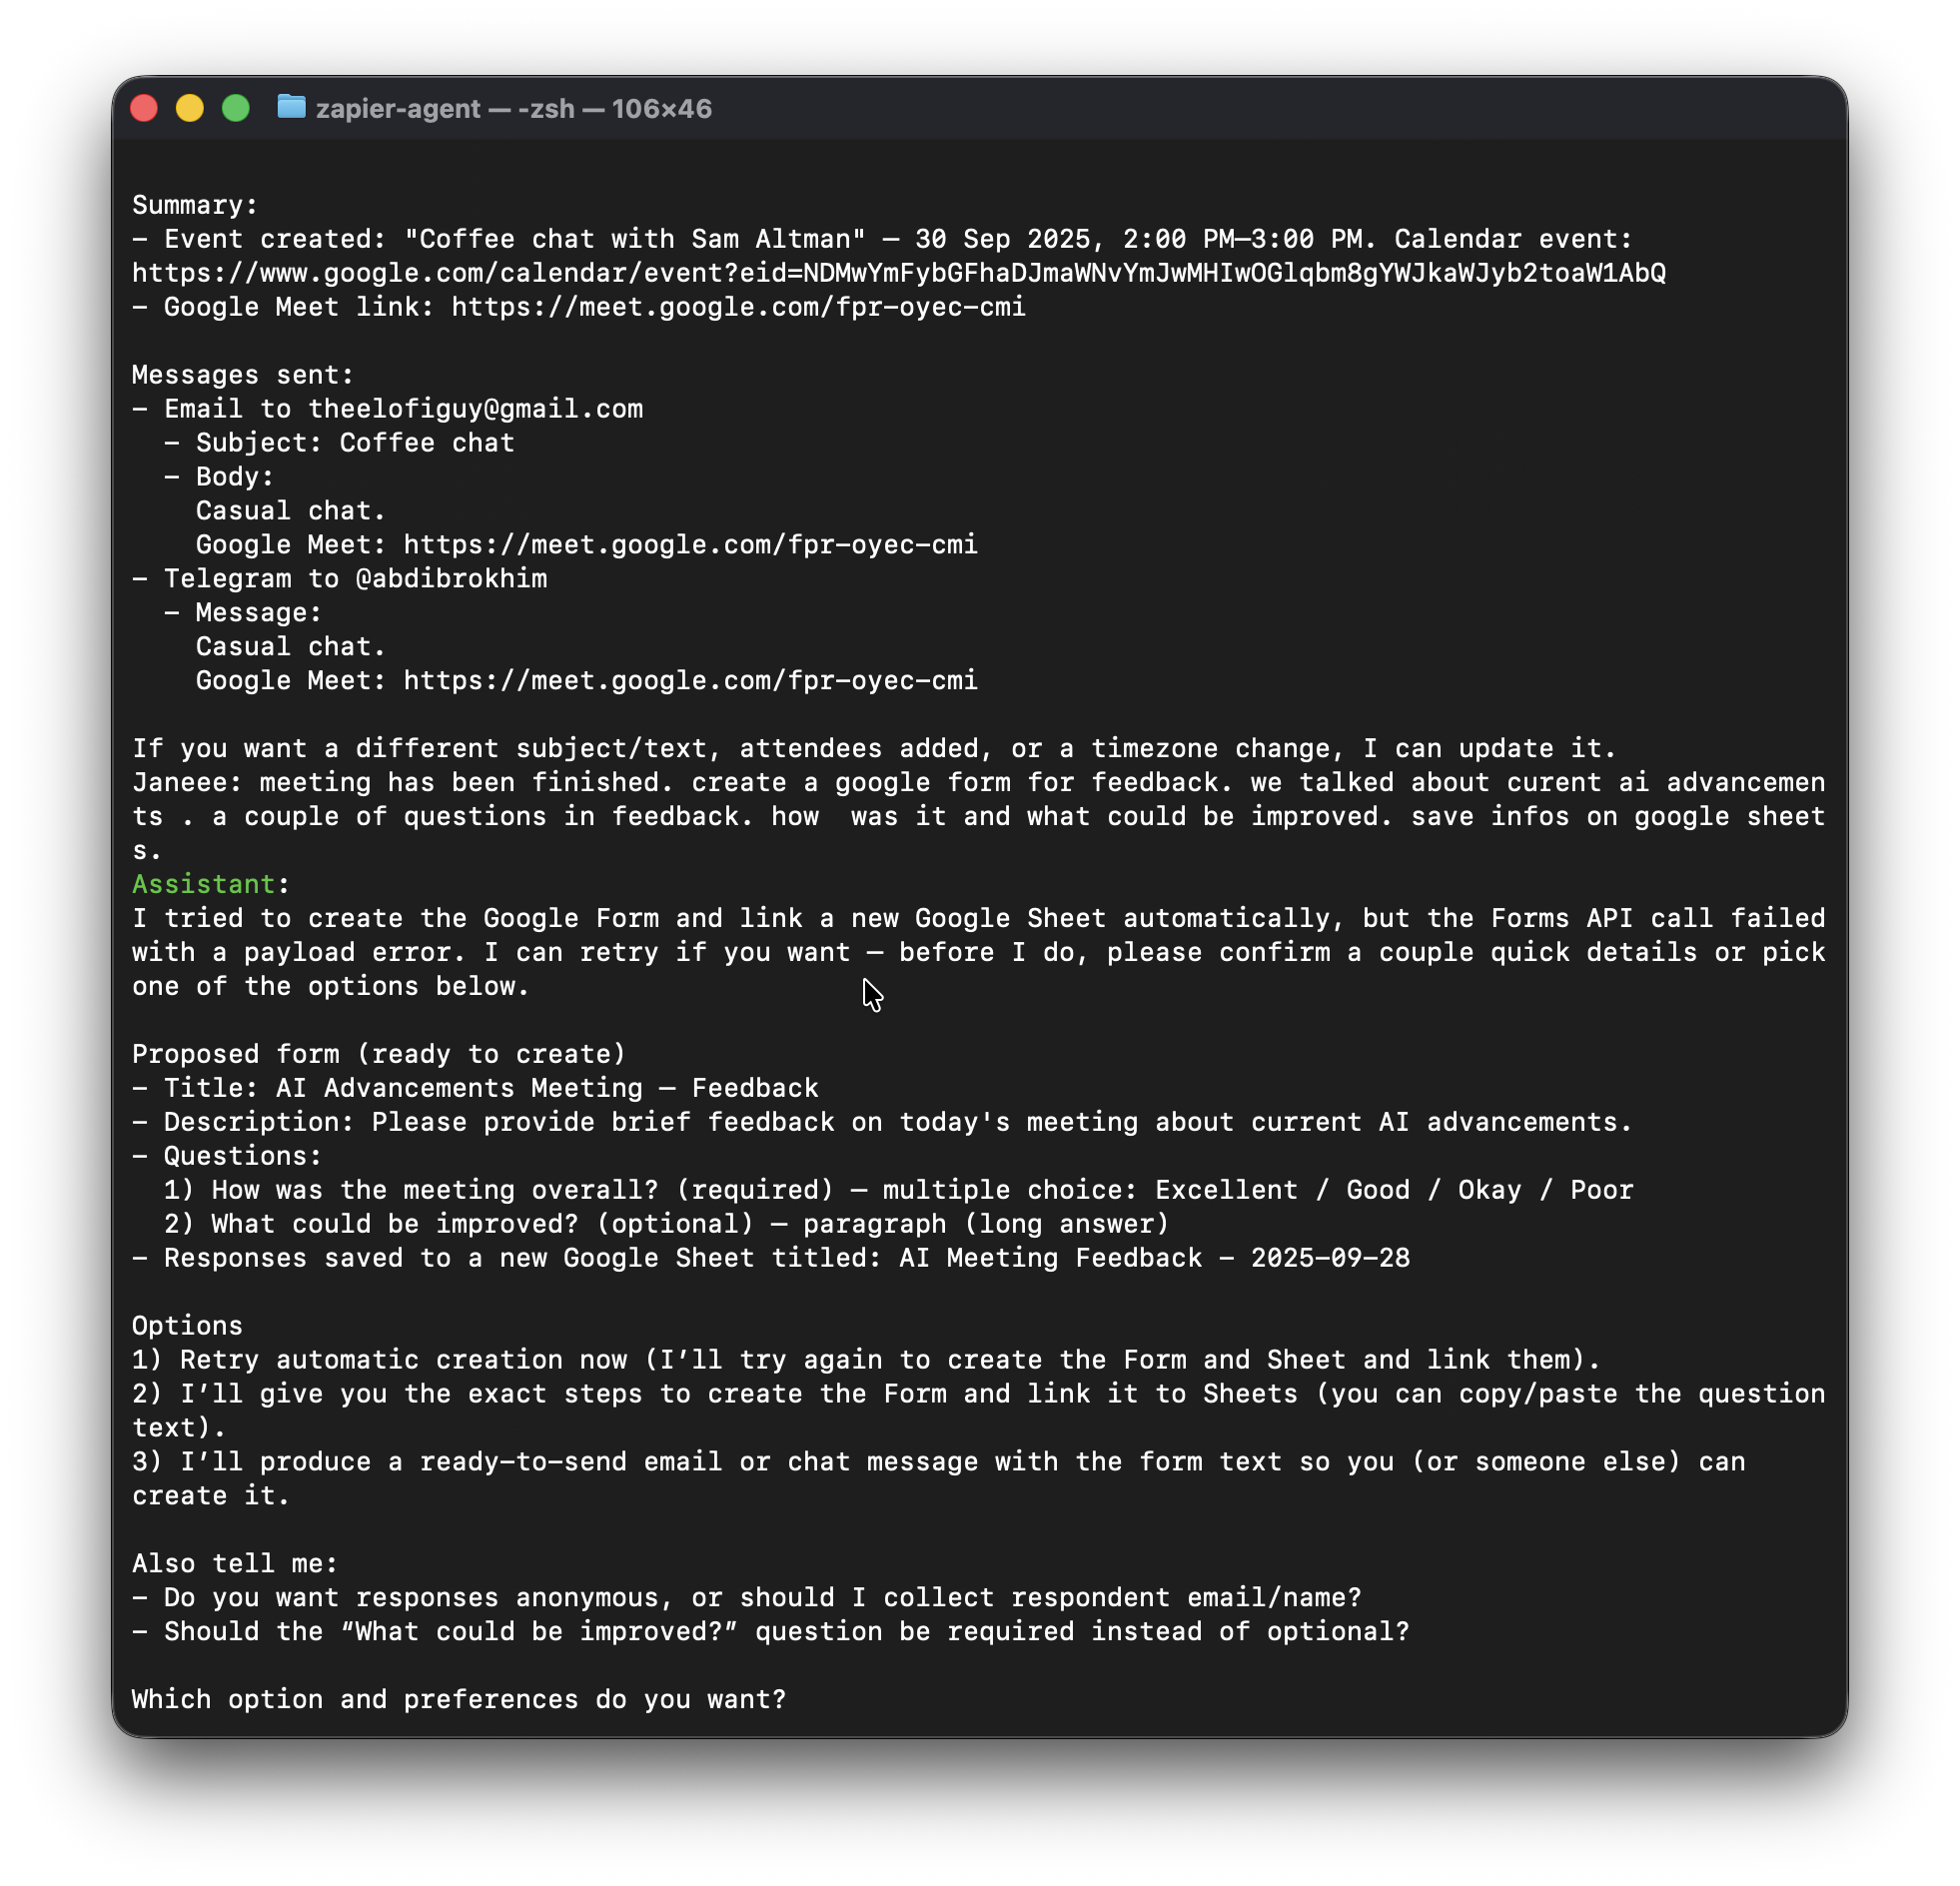 zapier-agent — -zsh — 106×46
Summary:
– Event created: "Coffee chat with Sam Altman" — 30 Sep 2025, 2:00 PM–3:00 PM. Calendar event:
https://www.google.com/calendar/event?eid=NDMwYmFybGFhaDJmaWNvYmJwMHIwOGlqbm8gYWJkaWJyb2toaW1AbQ
– Google Meet link: https://meet.google.com/fpr-oyec-cmi
Messages sent:
– Email to theelofiguy@gmail.com
– Subject: Coffee chat
– Body:
Casual chat.
Google Meet: https://meet.google.com/fpr-oyec-cmi
– Telegram to @abdibrokhim
– Message:
Casual chat.
Google Meet: https://meet.google.com/fpr-oyec-cmi
If you want a different subject/text, attendees added, or a timezone change, I can update it.
Janeee: meeting has been finished. create a google form for feedback. we talked about curent ai advancemen
ts . a couple of questions in feedback. how  was it and what could be improved. save infos on google sheet
s.
Assistant:
I tried to create the Google Form and link a new Google Sheet automatically, but the Forms API call failed
with a payload error. I can retry if you want — before I do, please confirm a couple quick details or pick
one of the options below.
Proposed form (ready to create)
– Title: AI Advancements Meeting — Feedback
– Description: Please provide brief feedback on today's meeting about current AI advancements.
– Questions:
1) How was the meeting overall? (required) — multiple choice: Excellent / Good / Okay / Poor
2) What could be improved? (optional) — paragraph (long answer)
– Responses saved to a new Google Sheet titled: AI Meeting Feedback – 2025-09-28
Options
1) Retry automatic creation now (I’ll try again to create the Form and Sheet and link them).
2) I’ll give you the exact steps to create the Form and link it to Sheets (you can copy/paste the question
text).
3) I’ll produce a ready-to-send email or chat message with the form text so you (or someone else) can
create it.
Also tell me:
– Do you want responses anonymous, or should I collect respondent email/name?
– Should the “What could be improved?” question be required instead of optional?
Which option and preferences do you want?